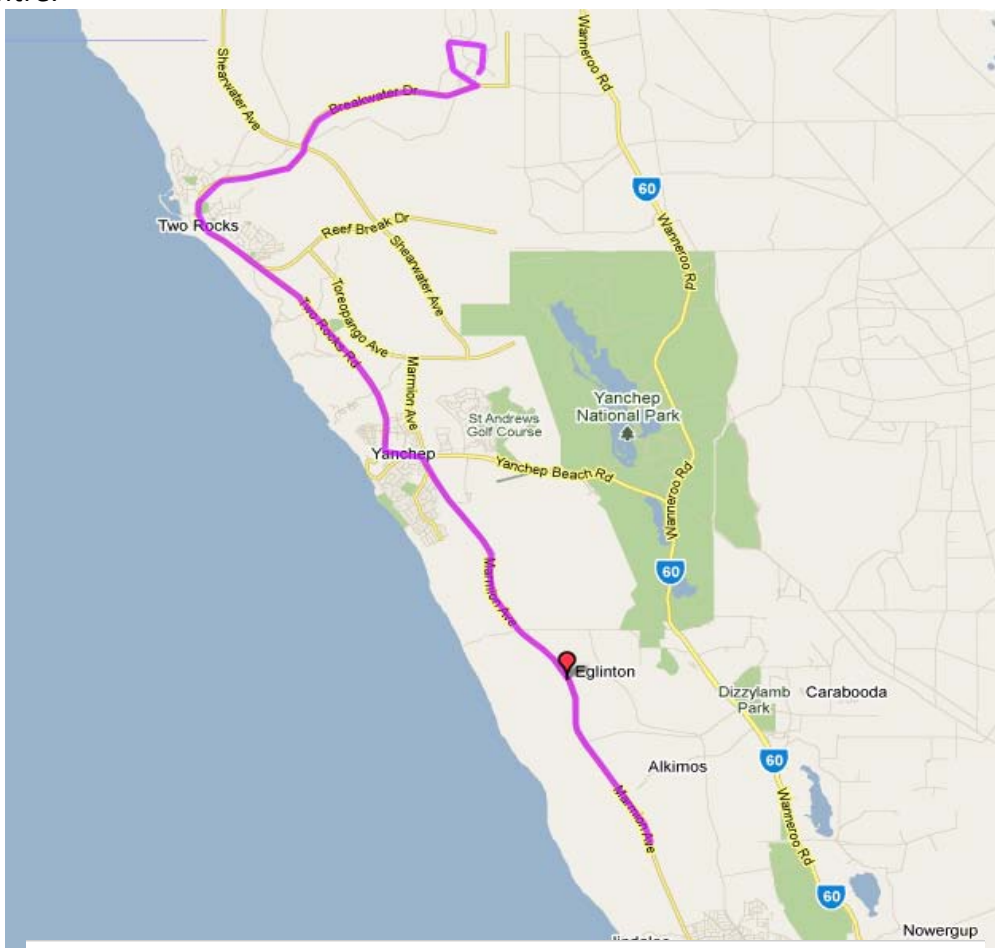 Shearwater Ave
Wanneroo Rd
Breakwater Dr
60
Two Rocks
Reef Break Dr
Wanneroo Rd
Shearwater Ave
Toreopango Ave
Two Rocks Rd
Marmion Ave
Yanchep
National Park
St Andrews
Golf Course
Yanchep
Yanchep Beach Rd
Wanneroo Rd
60
Marmion Ave
Eglinton
Dizzylamb
Park
Carabooda
Alkimos
60
Marmion Ave
Wanneroo Rd
60
Nowergup